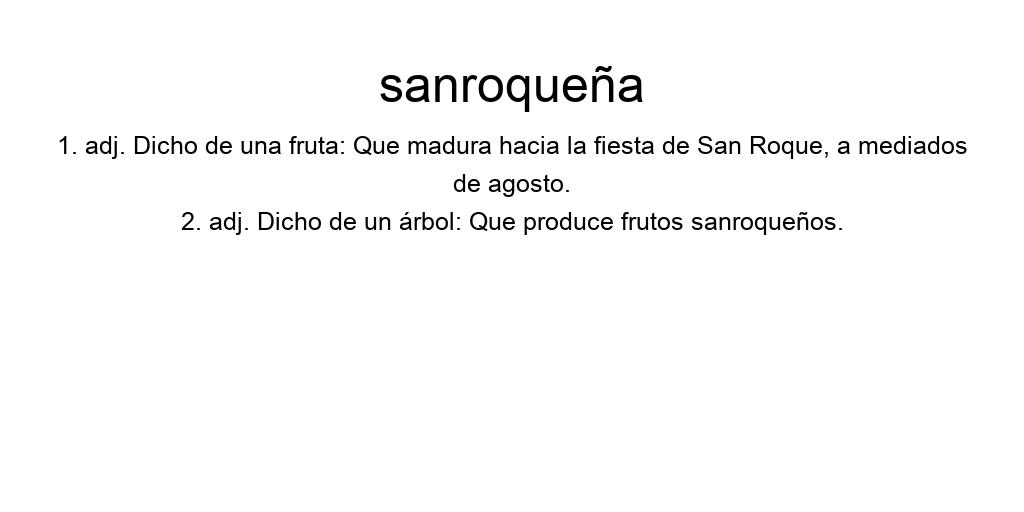 sanroqueña
1. adj. Dicho de una fruta: Que madura hacia la fiesta de San Roque, a mediados
de agosto.
2. adj. Dicho de un árbol: Que produce frutos sanroqueños.